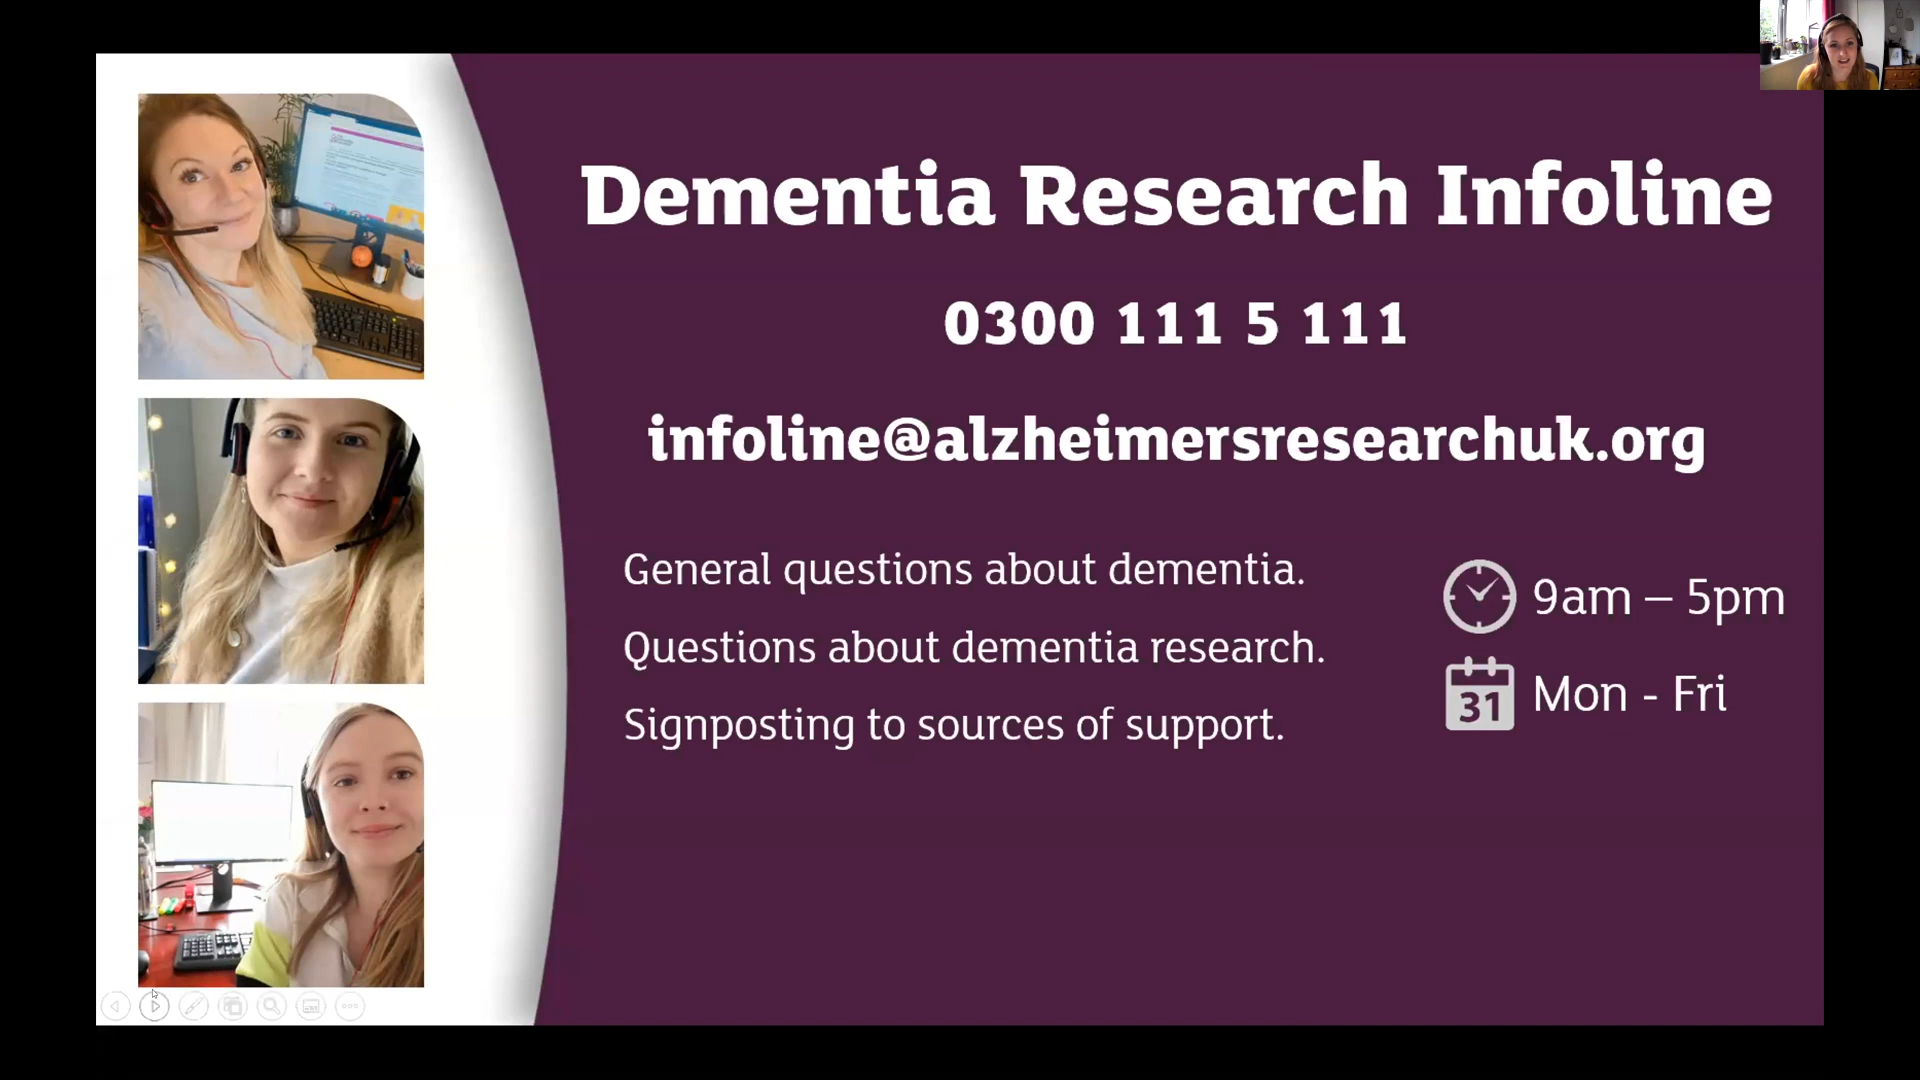 Dementia Research Infoline
0300 111 5 111
infoline@alzheimersresearchuk.org
General questions about dementia.
Questions about dementia research.
Signposting to sources of support.
9am – 5pm
31
Mon - Fri